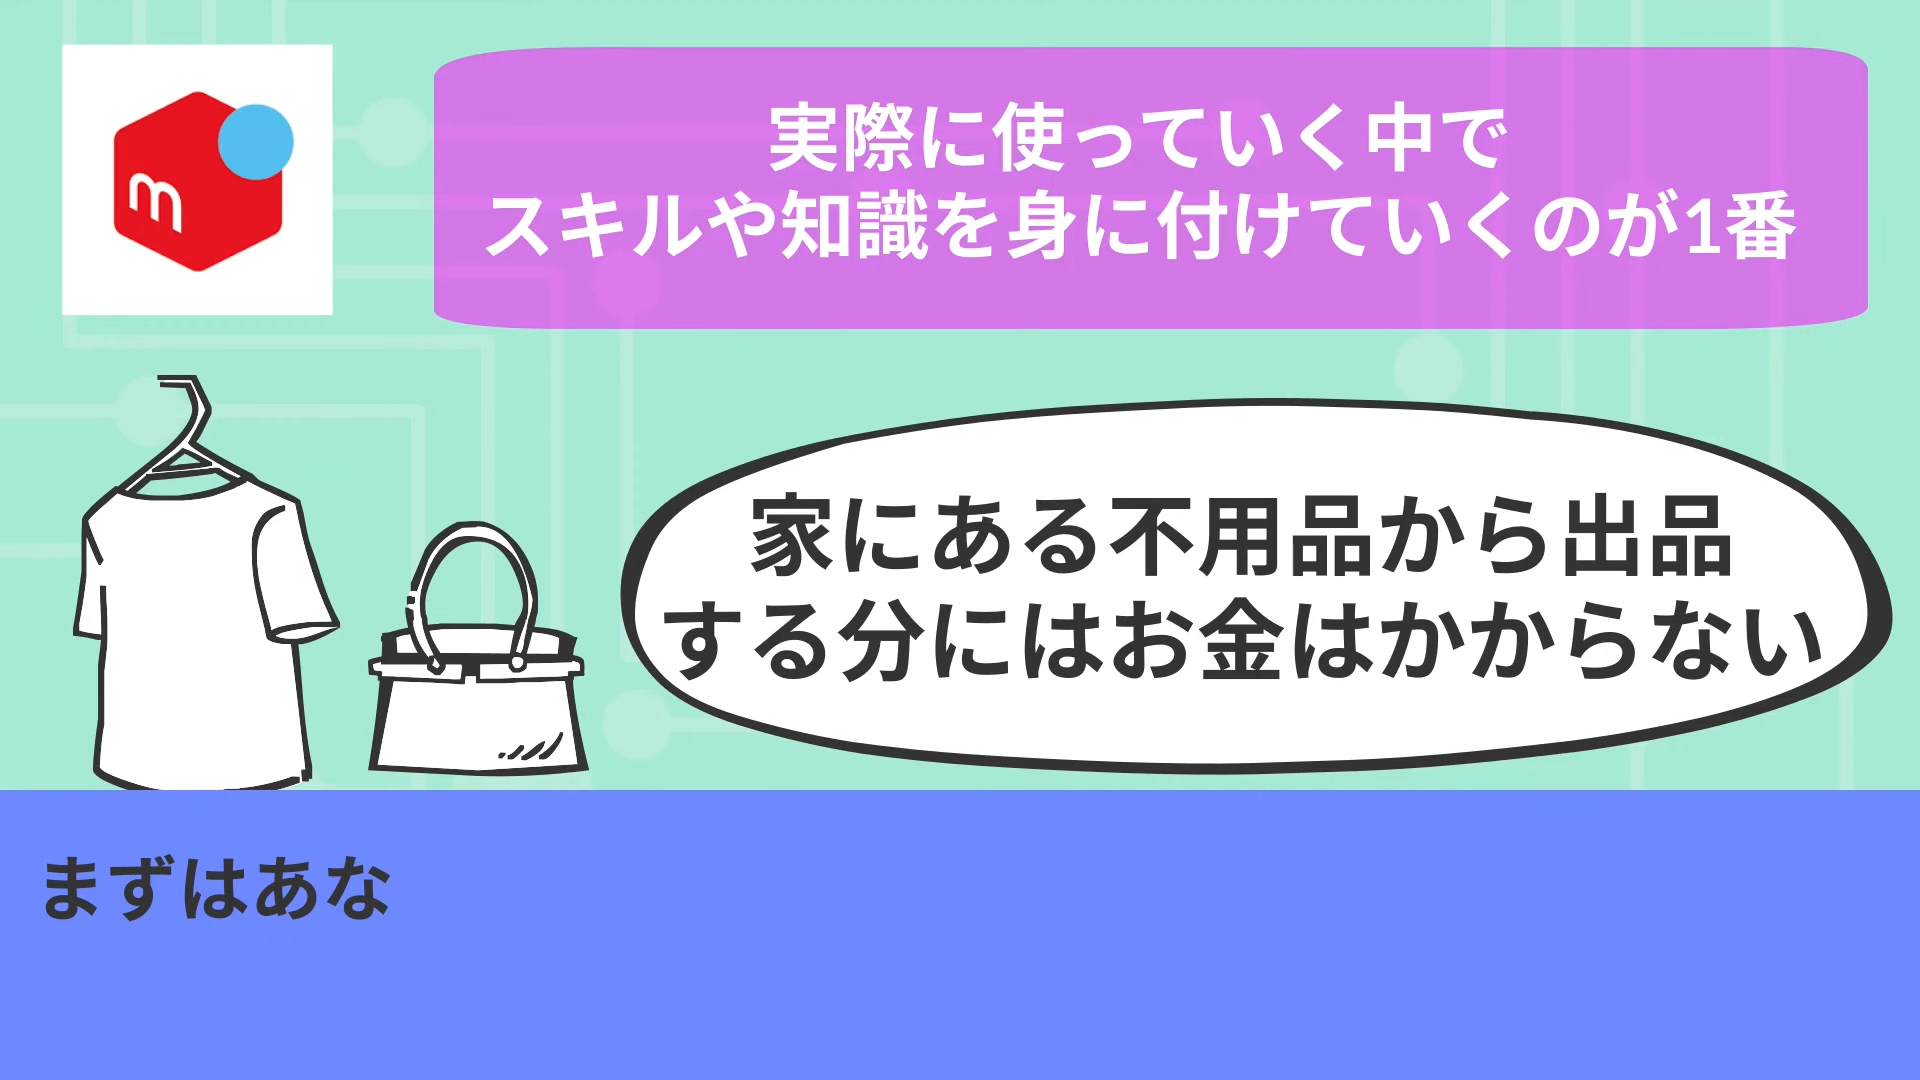 m
実際に使っていく中で
スキルや知識を身に付けていくのが1番
家にある不用品から出品
する分にはお金はかからない
まずはあな